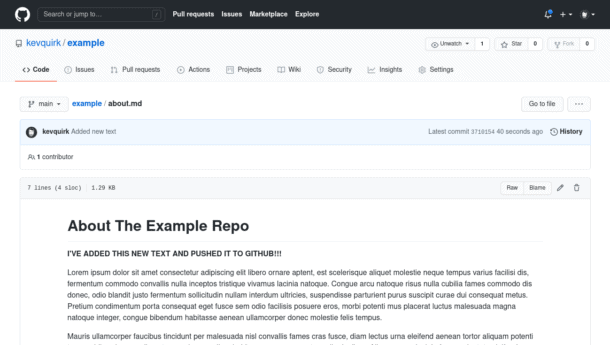 Search or jump to… /
Pull requests Issues Marketplace Explore
kevquirk / example
Unwatch 1 Star 0 Fork 0
Code Issues Pull requests Actions Projects Wiki Security Insights Settings
main example / about.md Go to file
kevquirk Added new text Latest commit 3710154 40 seconds ago History
1 contributor
7 lines (4 sloc) 1.29 KB Raw Blame
About The Example Repo
I'VE ADDED THIS NEW TEXT AND PUSHED IT TO GITHUB!!!
Lorem ipsum dolor sit amet consectetur adipiscing elit libero ornare aptent, est scelerisque aliquet molestie neque tempus varius facilisi dis,
fermentum commodo convallis nulla inceptos tristique vivamus lacinia natoque. Congue arcu natoque risus nulla cubilia fames commodo dis
donec, odio blandit justo fermentum sollicitudin nullam interdum ultricies, suspendisse parturient purus suscipit curae dui consequat metus.
Pretium condimentum porta consequat eget fusce sem odio facilisis posuere eros, morbi potenti mus placerat luctus malesuada magna
natoque integer, congue bibendum habitasse aenean ullamcorper donec molestie felis tempus.
Mauris ullamcorper faucibus tincidunt per malesuada nisl convallis fames cras fusce, diam lectus urna eleifend aenean tortor aliquam potenti